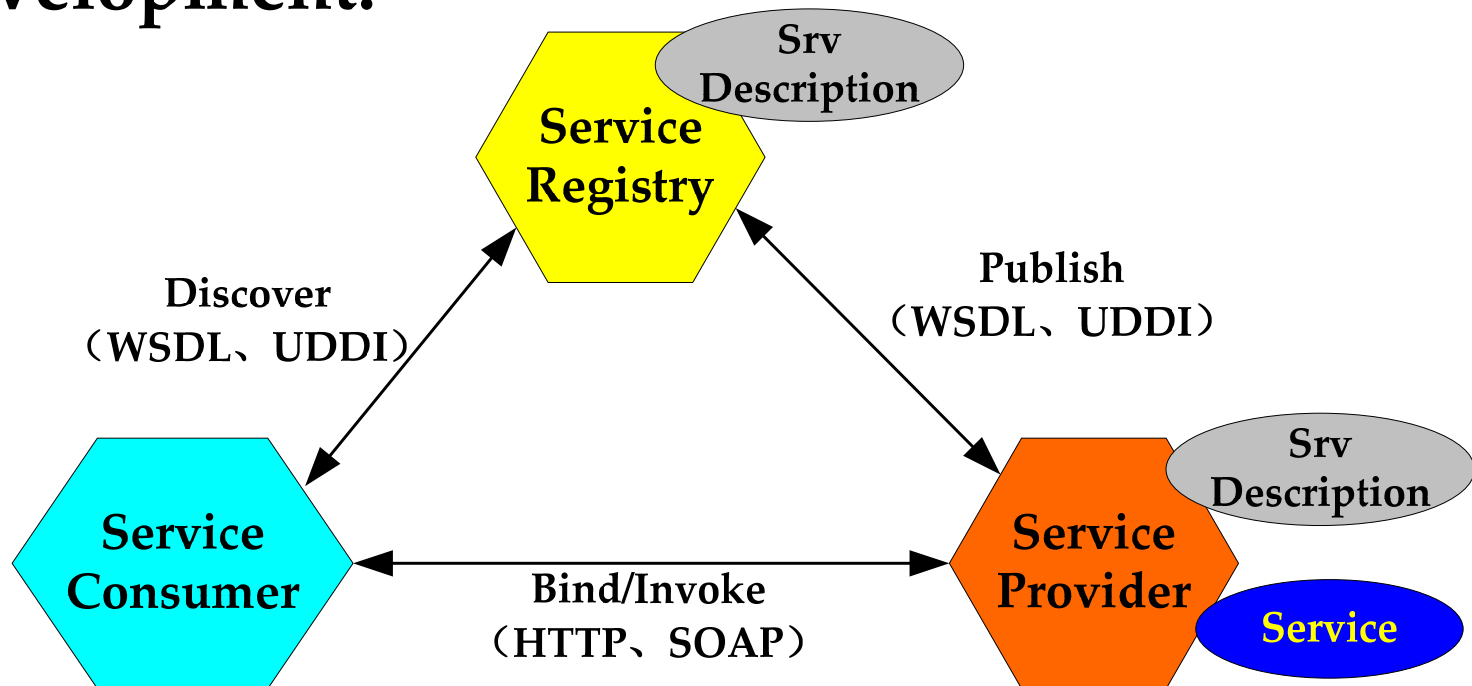 velopment.
Srv
Description
Service
Registry
Discover
（WSDL、UDDI）
Publish
（WSDL、UDDI）
Srv
Description
Service
Consumer
Bind/Invoke
（HTTP、SOAP）
Service
Provider
Service